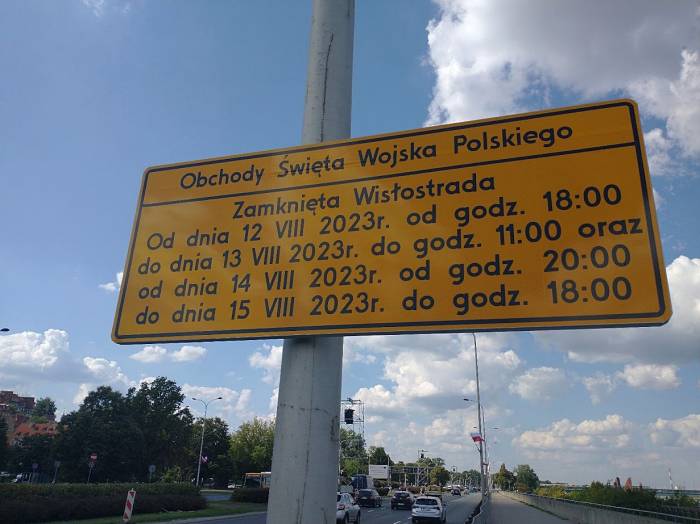 Obchody Święta Wojska Polskiego
Zamknięta Wisłostrada
Od dnia 12 VIII 2023r. od godz. 18:00
do dnia 13 VIII 2023r. do godz. 11:00 oraz
od dnia 14 VIII 2023r. od godz. 20:00
do dnia 15 VIII 2023r. do godz. 18:00